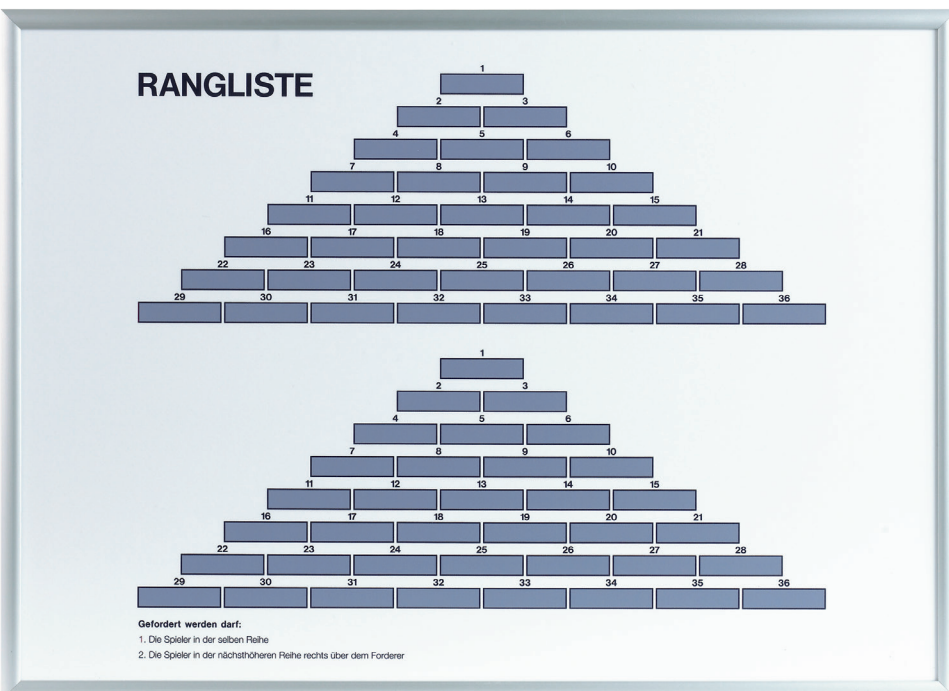 RANGLISTE
1
2 3
4 5 6
7 8 9 10
11 12 13 14 15
16 17 18 19 20 21
22 23 24 25 26 27 28
29 30 31 32 33 34 35 36
1
2 3
4 5 6
7 8 9 10
11 12 13 14 15
16 17 18 19 20 21
22 23 24 25 26 27 28
29 30 31 32 33 34 35 36
Gefordert werden darf:
1. Die Spieler in der selben Reihe
2. Die Spieler in der nächsthöheren Reihe rechts über dem Forderer